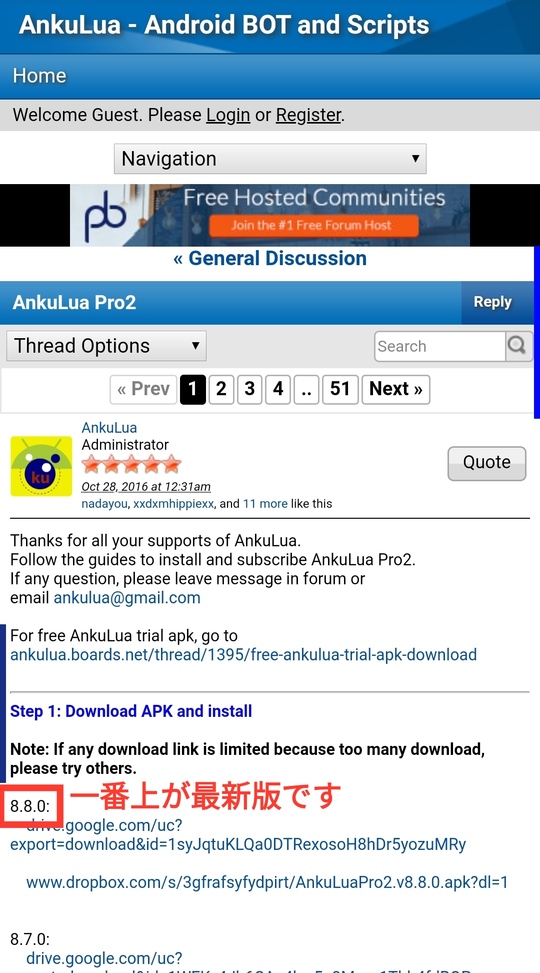 AnkuLua - Android BOT and Scripts
Home
Welcome Guest. Please Login or Register.
Navigation
pb
Free Hosted Communities
Join the #1 Free Forum Host
« General Discussion
AnkuLua Pro2
Reply
Thread Options
Search
« Prev 1 2 3 4 .. 51 Next »
AnkuLua
Administrator
ku
Oct 28, 2016 at 12:31am
Quote
nadayou, xxdxmhippiexx, and 11 more like this
Thanks for all your supports of AnkuLua.
Follow the guides to install and subscribe AnkuLua Pro2.
If any question, please leave message in forum or
email ankulua@gmail.com
For free AnkuLua trial apk, go to
ankulua.boards.net/thread/1395/free-ankulua-trial-apk-download
Step 1: Download APK and install
Note: If any download link is limited because too many download,
please try others.
8.8.0:
一番上が最新版です
drive.google.com/uc?
export=download&id=1syJqtuKLQa0DTRexosoH8hDr5yozuMRy
www.dropbox.com/s/3gfrafsyfydpirt/AnkuLuaPro2.v8.8.0.apk?dl=1
8.7.0:
drive.google.com/uc?